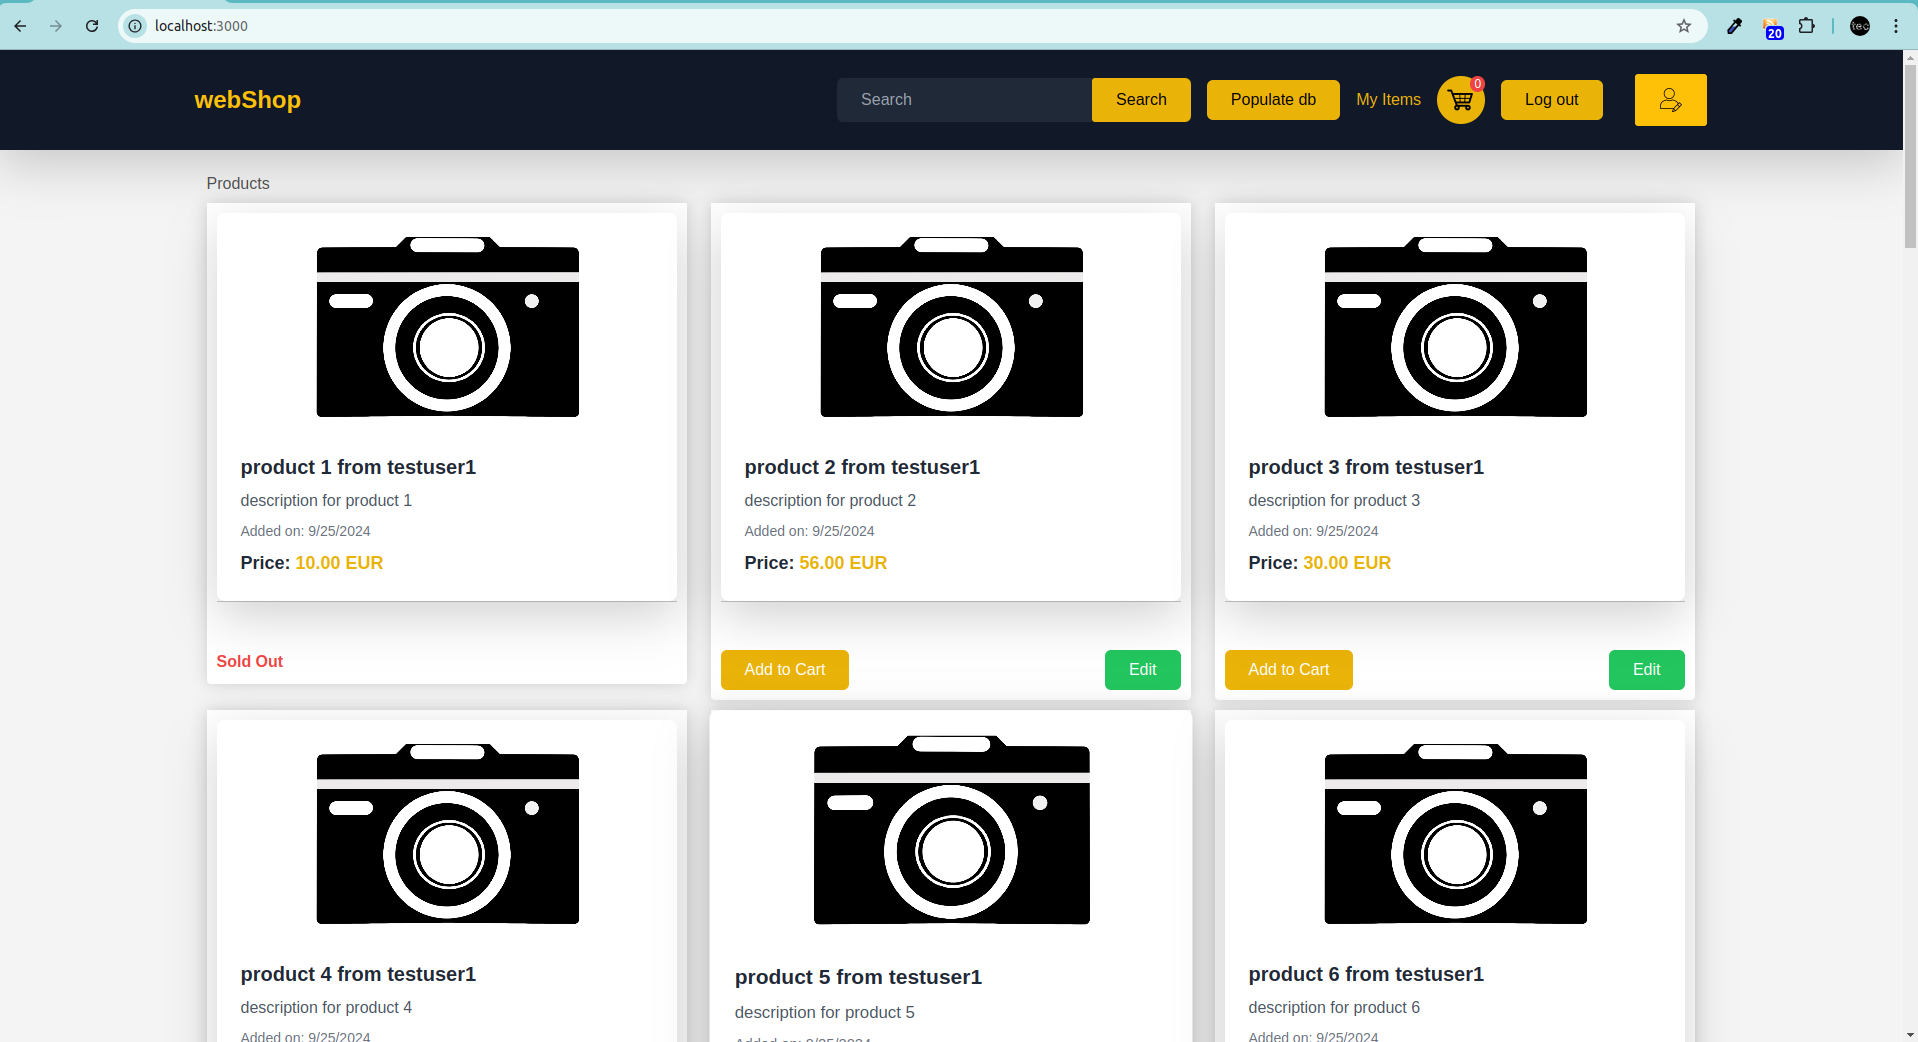 localhost:3000
20
webShop
Search
Search
Populate db
My Items
0
Log out
Products
product 1 from testuser1
description for product 1
Added on: 9/25/2024
Price: 10.00 EUR
Sold Out
product 2 from testuser1
description for product 2
Added on: 9/25/2024
Price: 56.00 EUR
Add to Cart
Edit
product 3 from testuser1
description for product 3
Added on: 9/25/2024
Price: 30.00 EUR
Add to Cart
Edit
product 4 from testuser1
description for product 4
Added on: 9/25/2024
product 5 from testuser1
description for product 5
Added on: 9/25/2024
product 6 from testuser1
description for product 6
Added on: 9/25/2024